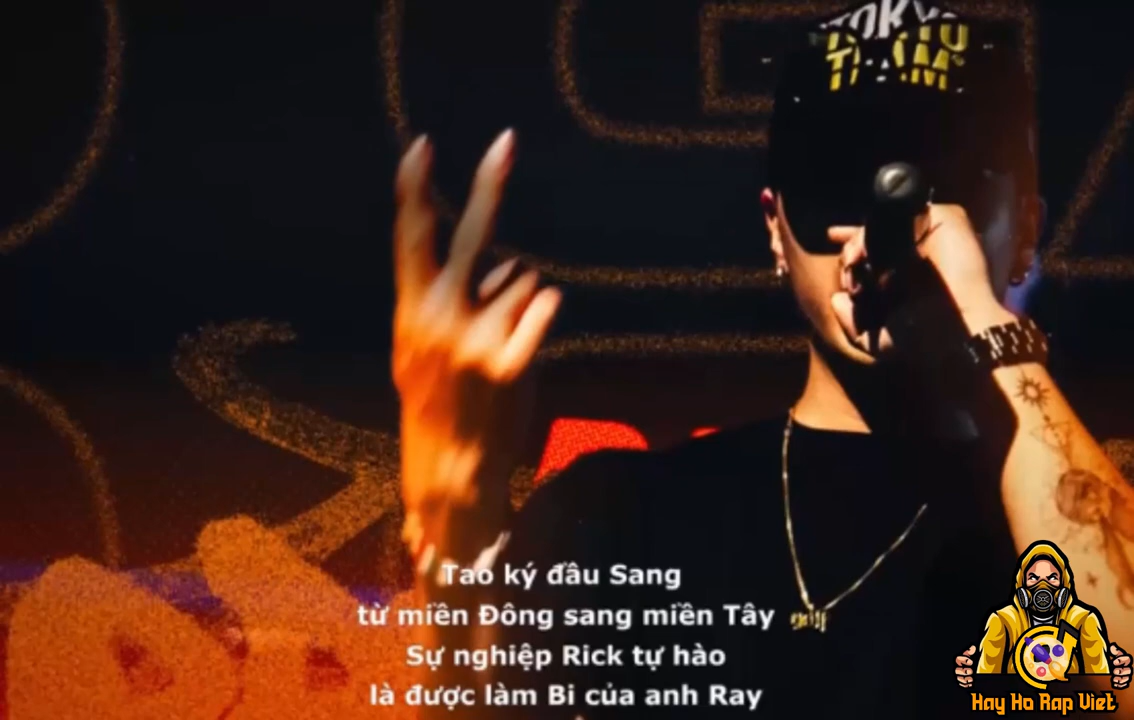 TOKYO
TEAM
Tao ký đầu Sang
từ miền Đông sang miền Tây
Sự nghiệp Rick tự hào
là được làm Bi của anh Ray
Hay Ho Rap Viet